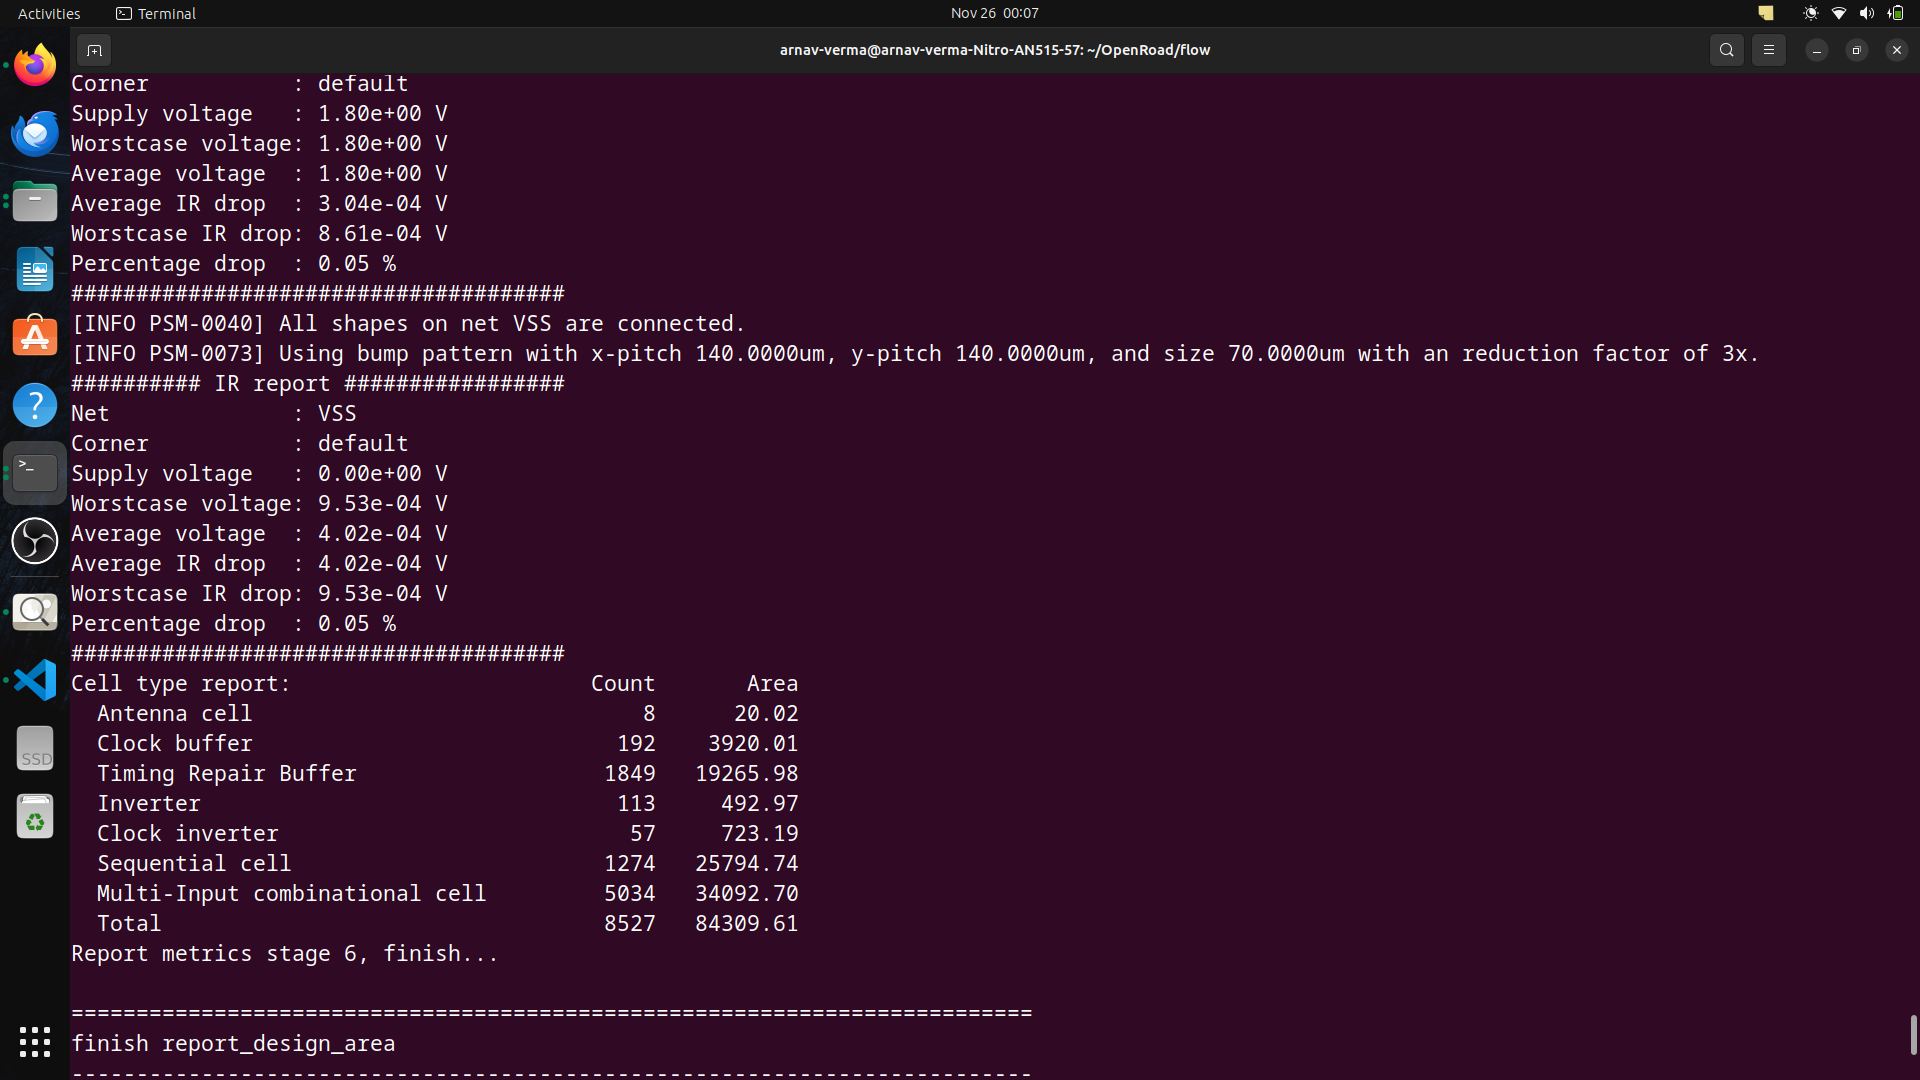 Activities
Terminal
Nov 26 00:07
arnav-verma@arnav-verma-Nitro-AN515-57: ~/OpenRoad/flow
Corner           : default
Supply voltage   : 1.80e+00 V
Worstcase voltage: 1.80e+00 V
Average voltage  : 1.80e+00 V
Average IR drop  : 3.04e-04 V
Worstcase IR drop: 8.61e-04 V
Percentage drop  : 0.05 %
######################################
[INFO PSM-0040] All shapes on net VSS are connected.
[INFO PSM-0073] Using bump pattern with x-pitch 140.0000um, y-pitch 140.0000um, and size 70.0000um with an reduction factor of 3x.
########## IR report #################
Net              : VSS
Corner           : default
Supply voltage   : 0.00e+00 V
Worstcase voltage: 9.53e-04 V
Average voltage  : 4.02e-04 V
Average IR drop  : 4.02e-04 V
Worstcase IR drop: 9.53e-04 V
Percentage drop  : 0.05 %
######################################
Cell type report:                       Count       Area
  Antenna cell                              8      20.02
  Clock buffer                            192    3920.01
  Timing Repair Buffer                   1849   19265.98
  Inverter                                113     492.97
  Clock inverter                           57     723.19
  Sequential cell                        1274   25794.74
  Multi-Input combinational cell         5034   34092.70
  Total                                  8527   84309.61
Report metrics stage 6, finish...
==========================================================================
finish report_design_area
--------------------------------------------------------------------------
SSD